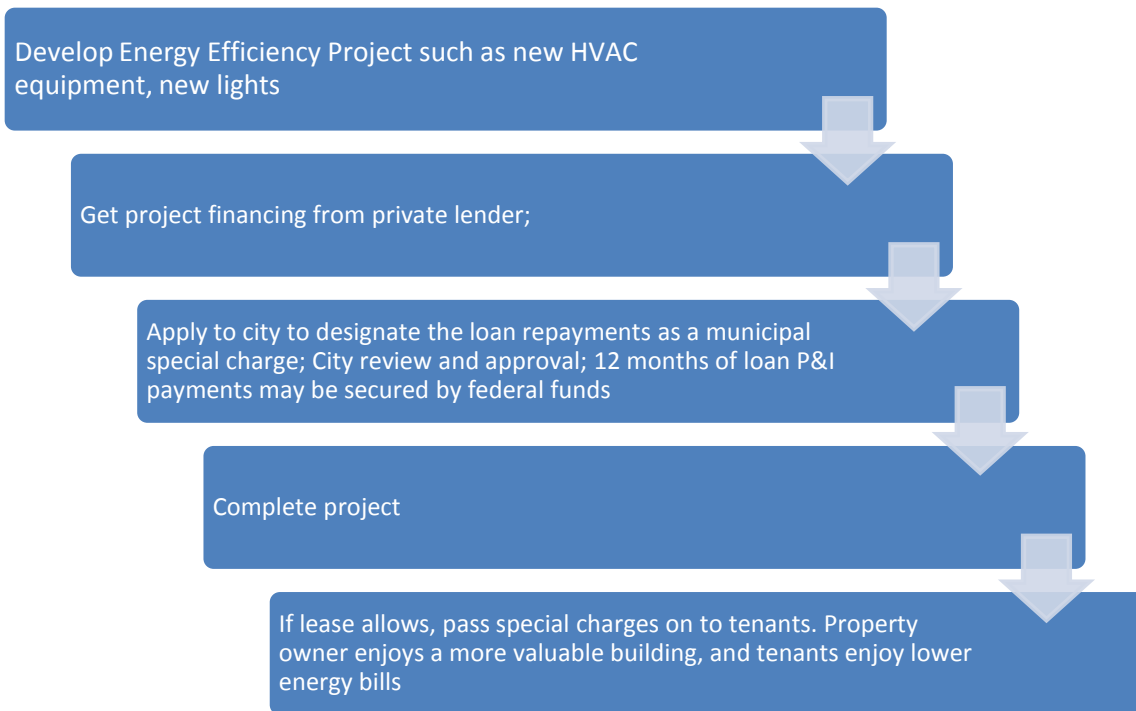 Develop Energy Efficiency Project such as new HVAC
equipment, new lights
Get project financing from private lender;
Apply to city to designate the loan repayments as a municipal
special charge; City review and approval; 12 months of loan P&I
payments may be secured by federal funds
Complete project
If lease allows, pass special charges on to tenants. Property
owner enjoys a more valuable building, and tenants enjoy lower
energy bills